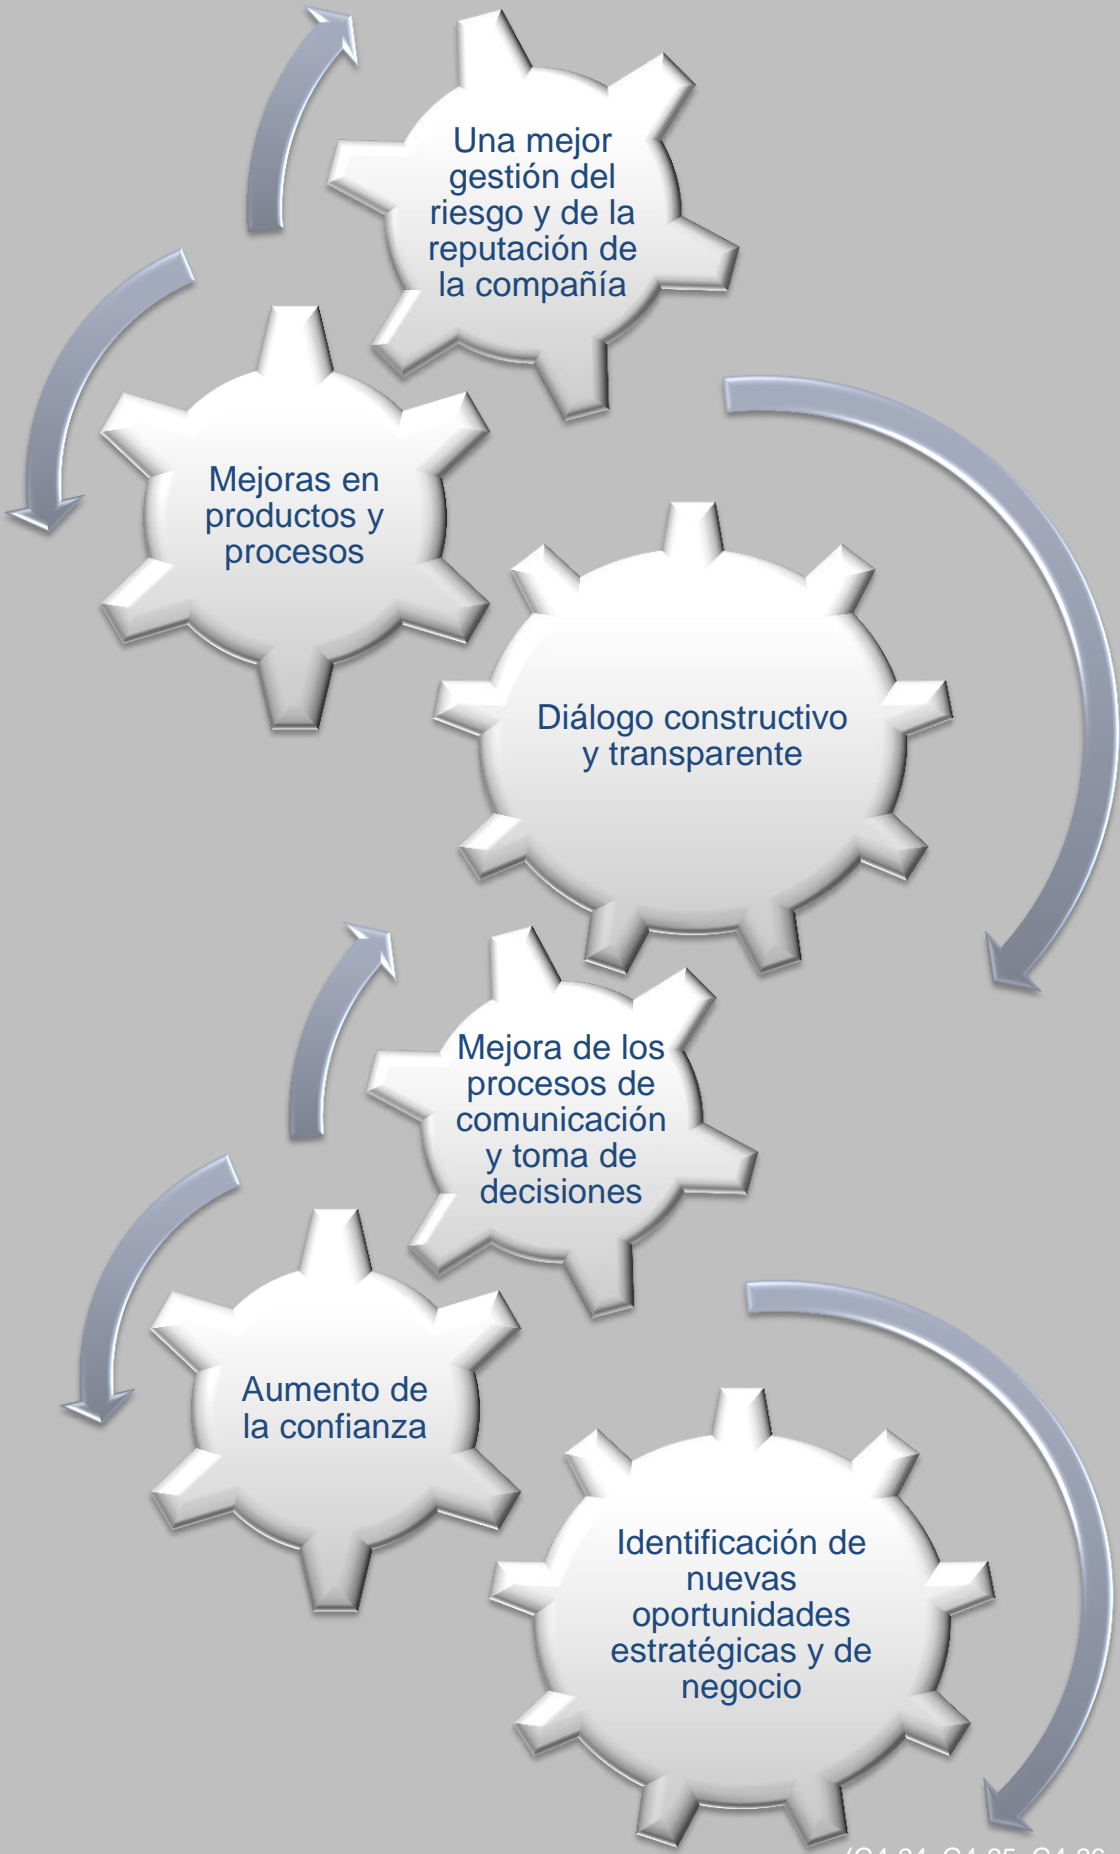 Una mejor
gestión del
riesgo y de la
reputación de
la compañía
Mejoras en
productos y
procesos
Diálogo constructivo
y transparente
Mejora de los
procesos de
comunicación
y toma de
decisiones
Aumento de
la confianza
Identificación de
nuevas
oportunidades
estratégicas y de
negocio